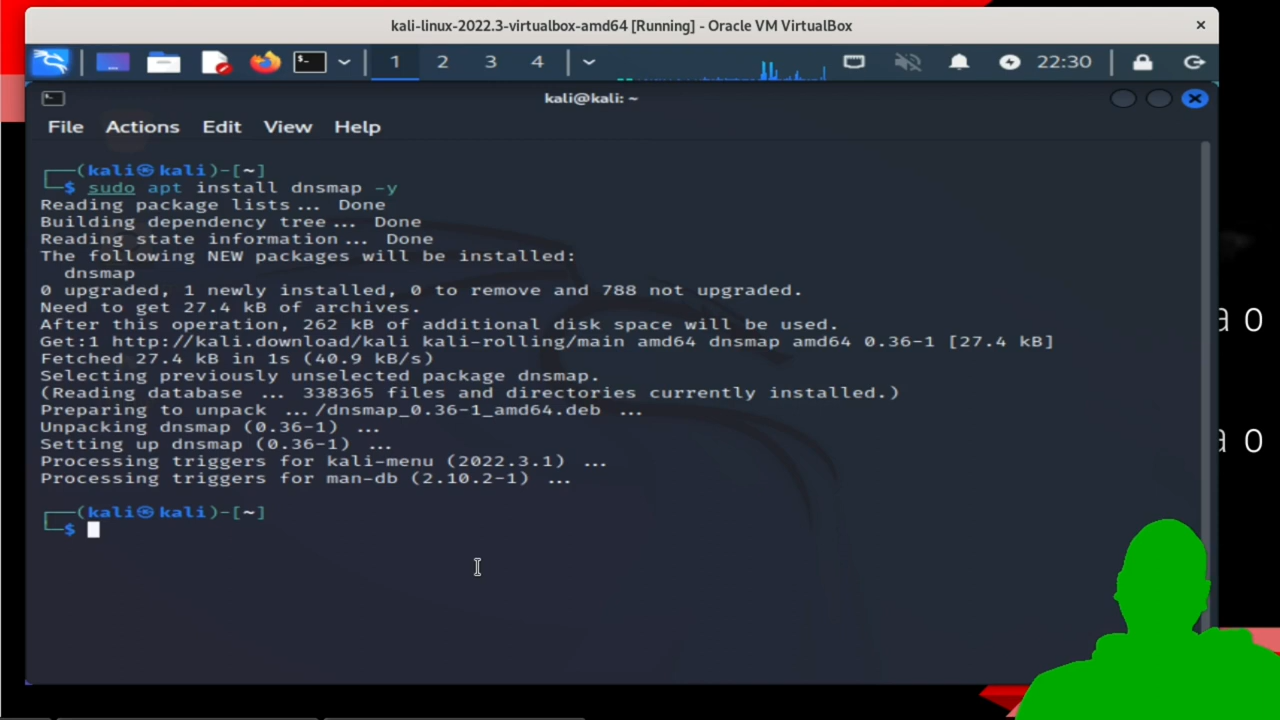 kali-linux-2022.3-virtualbox-amd64 [Running] - Oracle VM VirtualBox
1 2 3 4 22:30
kali@kali: ~
File Actions Edit View Help
┌──(kali㉿kali)-[~]
└─$ sudo apt install dnsmap -y
Reading package lists... Done
Building dependency tree... Done
Reading state information... Done
The following NEW packages will be installed:
dnsmap
0 upgraded, 1 newly installed, 0 to remove and 788 not upgraded.
Need to get 27.4 kB of archives.
After this operation, 262 kB of additional disk space will be used.
Get:1 http://kali.download/kali kali-rolling/main amd64 dnsmap amd64 0.36-1 [27.4 kB]
Fetched 27.4 kB in 1s (40.9 kB/s)
Selecting previously unselected package dnsmap.
(Reading database ... 338365 files and directories currently installed.)
Preparing to unpack .../dnsmap_0.36-1_amd64.deb ...
Unpacking dnsmap (0.36-1) ...
Setting up dnsmap (0.36-1) ...
Processing triggers for kali-menu (2022.3.1) ...
Processing triggers for man-db (2.10.2-1) ...
┌──(kali㉿kali)-[~]
└─$